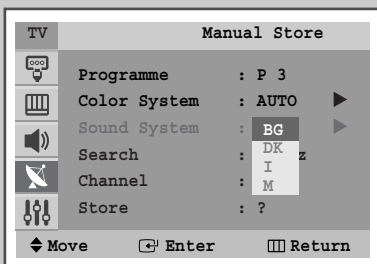 TV Manual Store
Programme : P 3
Color System : AUTO
Sound System : BG
DK
I
M
Search : z
Channel :
Store : ?
Move Enter Return